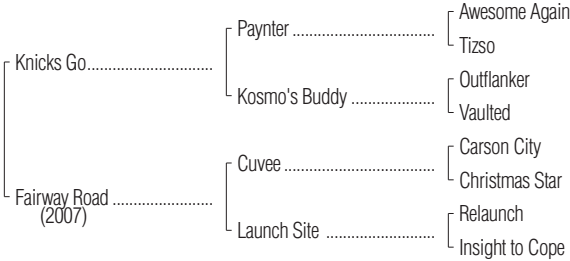 Awesome Again
Paynter ........................................
Tizso
Knicks Go...................................
Outflanker
Kosmo's Buddy .......................
Vaulted
Carson City
Cuvee ..........................................
Christmas Star
Fairway Road ............................
(2007)
Relaunch
Launch Site ..............................
Insight to Cope